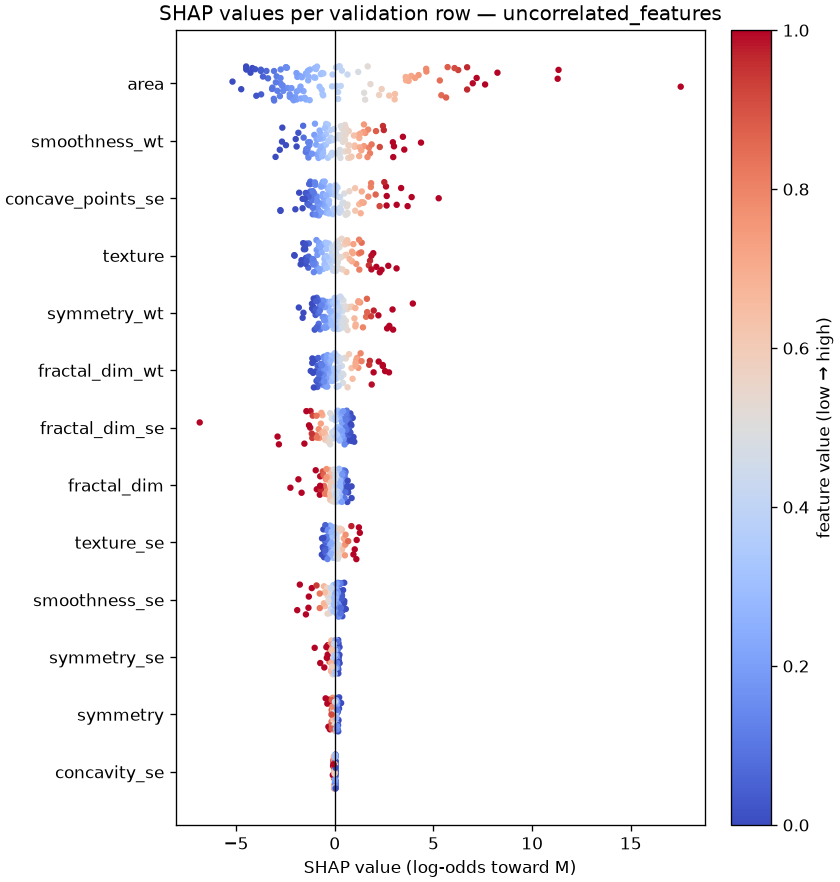 SHAP values per validation row — uncorrelated_features
area
smoothness_wt
concave_points_se
texture
symmetry_wt
fractal_dim_wt
fractal_dim_se
fractal_dim
texture_se
smoothness_se
symmetry_se
symmetry
concavity_se
−5 0 5 10 15
SHAP value (log-odds toward M)
1.0
0.8
0.6
0.4
0.2
0.0
feature value (low → high)